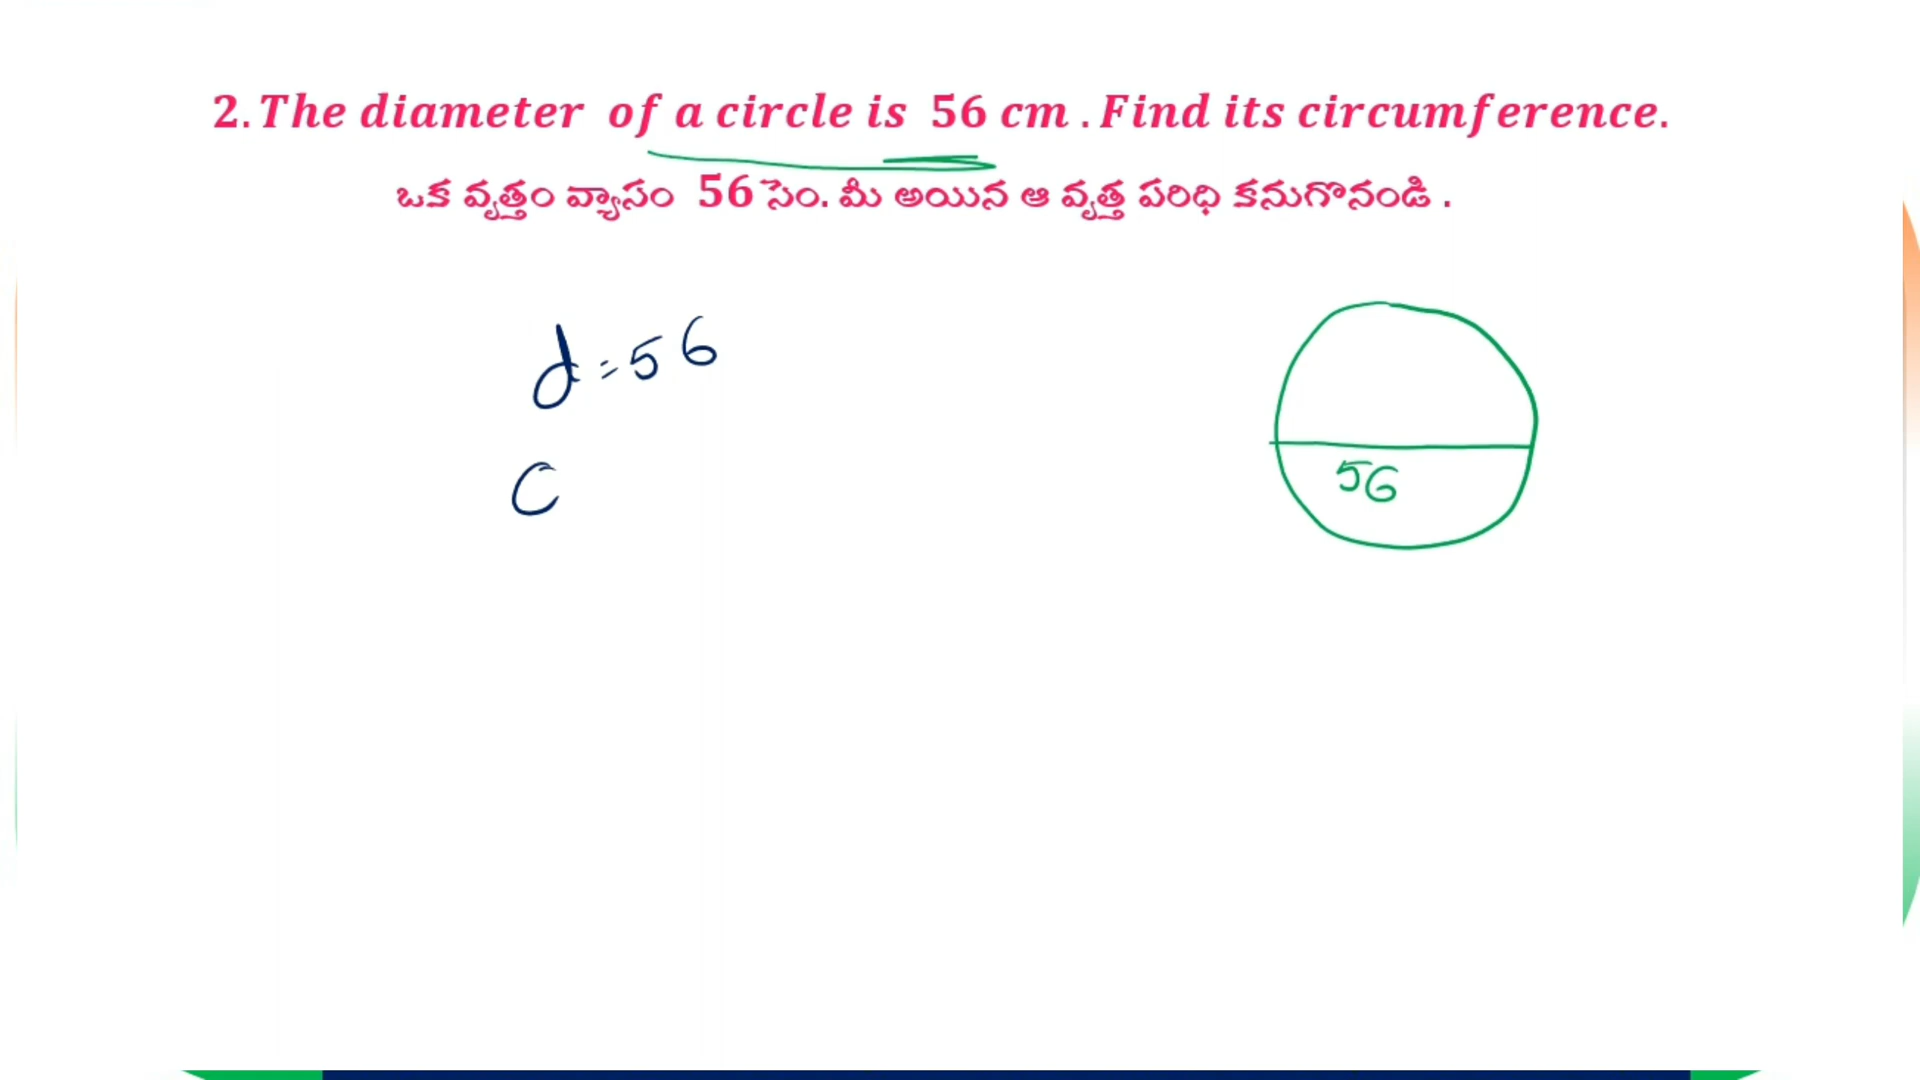 2. The diameter of a circle is 56 cm . Find its circumference.
ఒక వృత్తం వ్యాసం 56 సెం. మీ అయిన ఆ వృత్త పరిధి కనుగొనండి .
d = 56
C
56